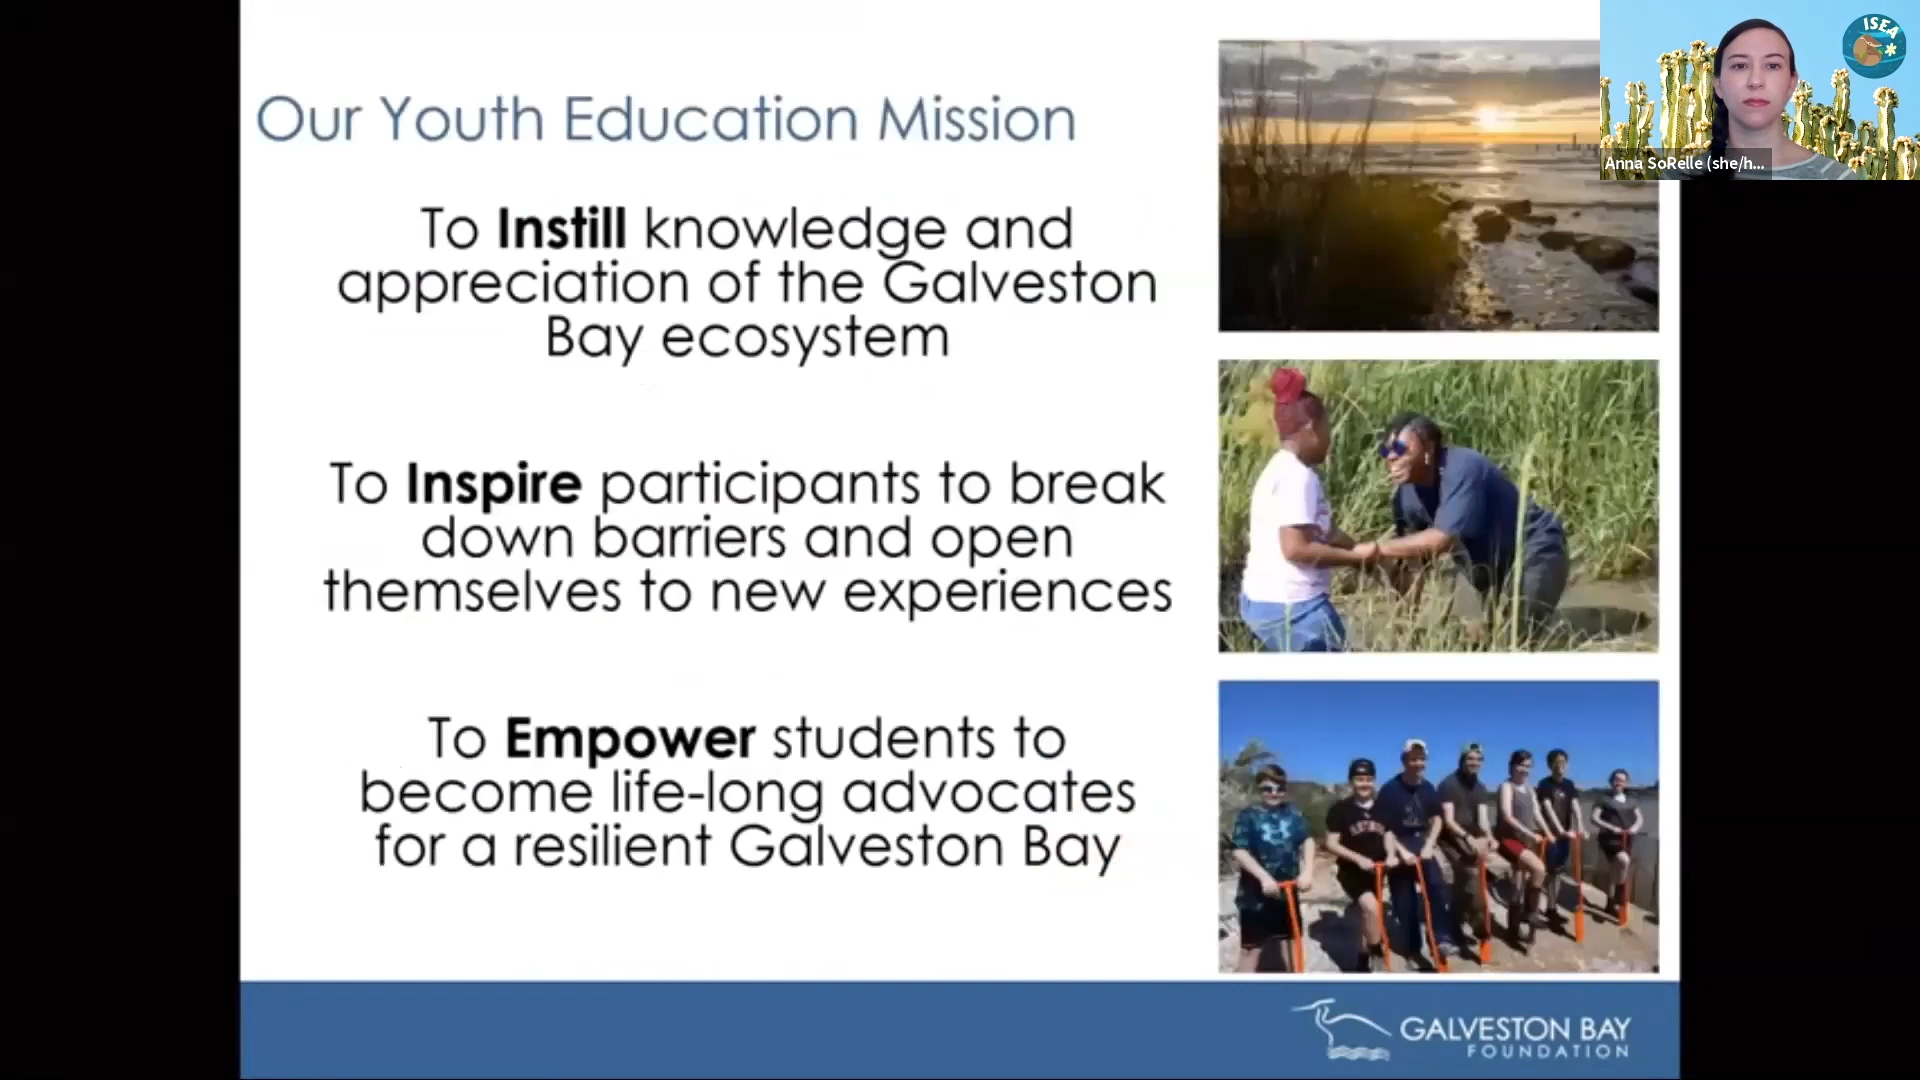 Our Youth Education Mission
To Instill knowledge and
appreciation of the Galveston
Bay ecosystem
To Inspire participants to break
down barriers and open
themselves to new experiences
To Empower students to
become life-long advocates
for a resilient Galveston Bay
ISEA
Anna SoRelle (she/h...
GALVESTON BAY
FOUNDATION